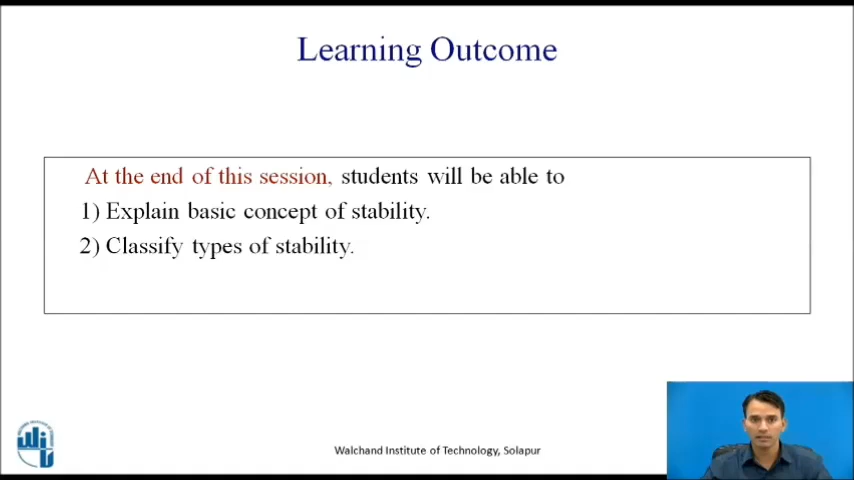 Learning Outcome
At the end of this session, students will be able to
1) Explain basic concept of stability.
2) Classify types of stability.
Walchand Institute of Technology, Solapur